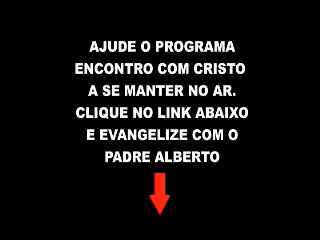 AJUDE O PROGRAMA
ENCONTRO COM CRISTO
A SE MANTER NO AR.
CLIQUE NO LINK ABAIXO
E EVANGELIZE COM O
PADRE ALBERTO